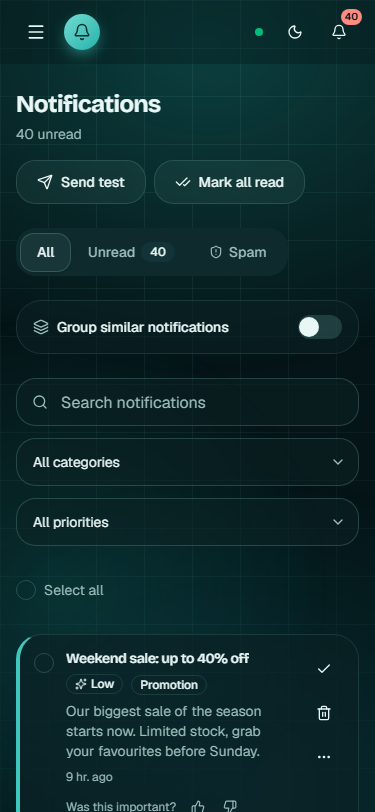 40
Notifications
40 unread
Send test
Mark all read
All
Unread 40
Spam
Group similar notifications
Search notifications
All categories
All priorities
Select all
Weekend sale: up to 40% off
Low
Promotion
Our biggest sale of the season
starts now. Limited stock, grab
your favourites before Sunday.
9 hr. ago
Was this important?